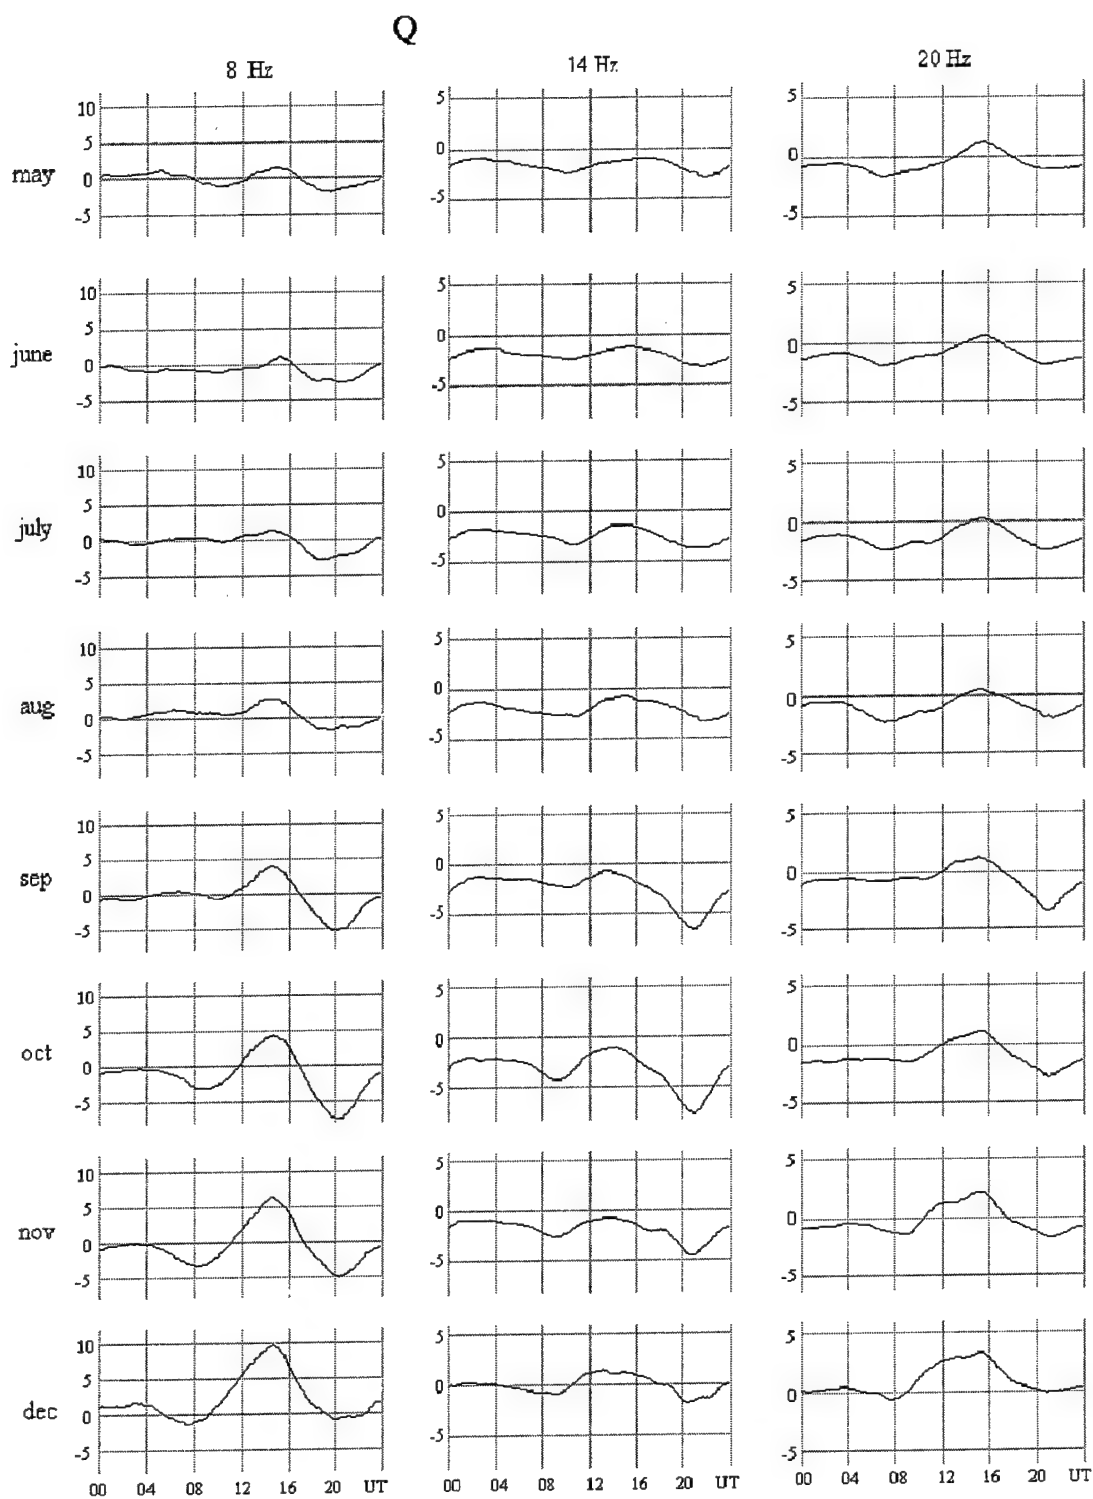 Q
8 Hz 14 Hz 20 Hz
10 5 5
5 0 0
may 0 -5 -5
-5
10 5 5
5 0 0
june 0 -5 -5
-5
10 5 5
5 0 0
july 0 -5 -5
-5
10 5 5
5 0 0
aug 0 -5 -5
-5
10 5 5
5 0 0
sep 0 -5 -5
-5
10 5 5
5 0 0
oct 0 -5 -5
-5
10 5 5
5 0 0
nov 0 -5 -5
-5
10 5 5
5 0 0
dec 0 -5 -5
-5
00 04 08 12 16 20 UT 00 04 08 12 16 20 UT 00 04 08 12 16 20 UT